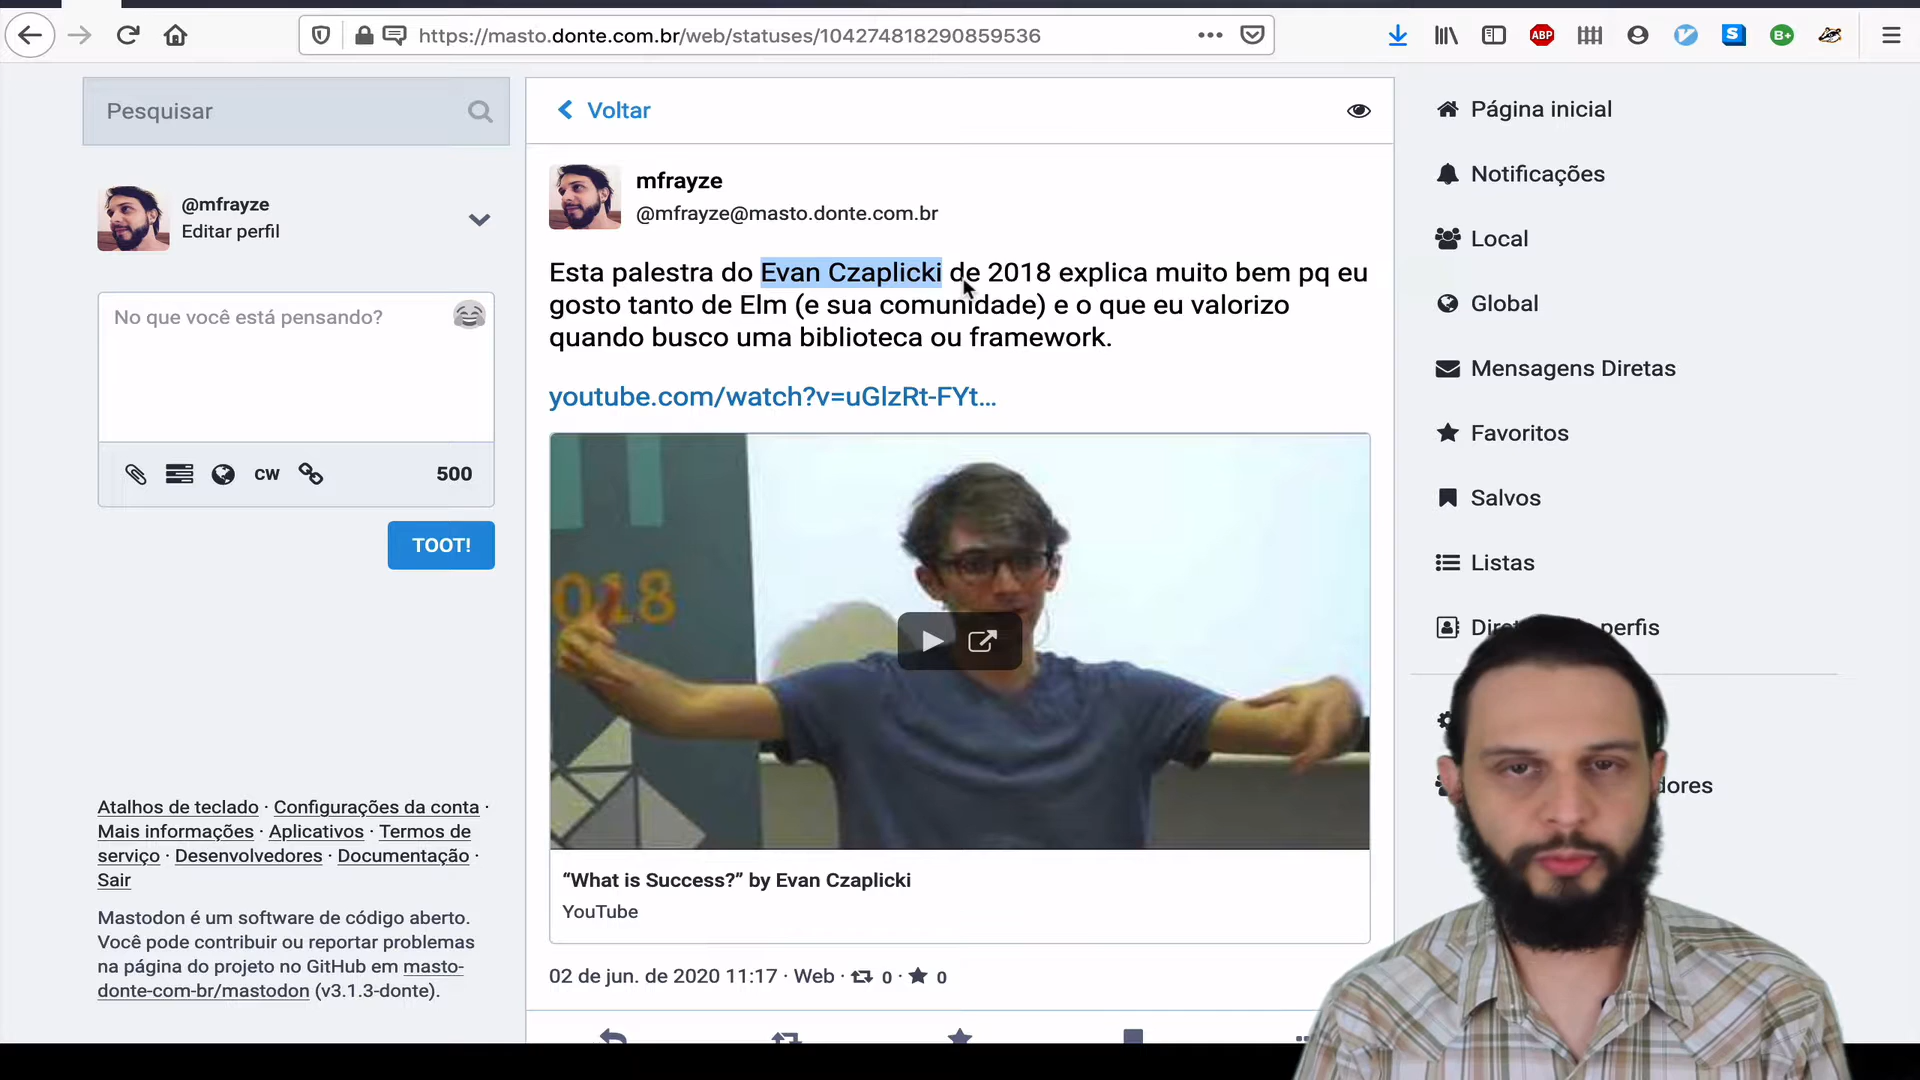 https://masto.donte.com.br/web/statuses/104274818290859536
ABP
S
B+
Pesquisar
@mfrayze
Editar perfil
No que você está pensando?
CW
500
TOOT!
Atalhos de teclado · Configurações da conta ·
Mais informações · Aplicativos · Termos de
serviço · Desenvolvedores · Documentação ·
Sair
Mastodon é um software de código aberto.
Você pode contribuir ou reportar problemas
na página do projeto no GitHub em masto-
donte-com-br/mastodon (v3.1.3-donte).
Voltar
mfrayze
@mfrayze@masto.donte.com.br
Esta palestra do Evan Czaplicki de 2018 explica muito bem pq eu
gosto tanto de Elm (e sua comunidade) e o que eu valorizo
quando busco uma biblioteca ou framework.
youtube.com/watch?v=uGlzRt-FYt...
018
“What is Success?” by Evan Czaplicki
YouTube
02 de jun. de 2020 11:17 · Web · 0 · 0
Página inicial
Notificações
Local
Global
Mensagens Diretas
Favoritos
Salvos
Listas
perfis